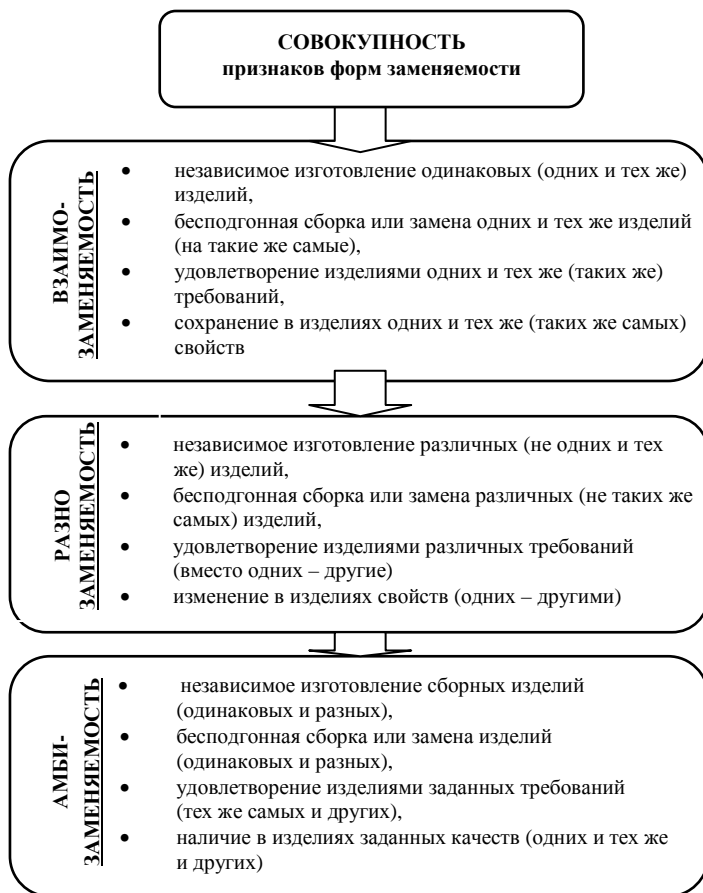 СОВОКУПНОСТЬ
признаков форм заменяемости
ВЗАИМО-
ЗАМЕНЯЕМОСТЬ
• независимое изготовление одинаковых (одних и тех же)
изделий,
• бесподгонная сборка или замена одних и тех же изделий
(на такие же самые),
• удовлетворение изделиями одних и тех же (таких же)
требований,
• сохранение в изделиях одних и тех же (таких же самых)
свойств
РАЗНО
ЗАМЕНЯЕМОСТЬ
• независимое изготовление различных (не одних и тех
же) изделий,
• бесподгонная сборка или замена различных (не таких же
самых) изделий,
• удовлетворение изделиями различных требований
(вместо одних – другие)
• изменение в изделиях свойств (одних – другими)
АМБИ-
ЗАМЕНЯЕМОСТЬ
• независимое изготовление сборных изделий
(одинаковых и разных),
• бесподгонная сборка или замена изделий
(одинаковых и разных),
• удовлетворение изделиями заданных требований
(тех же самых и других),
• наличие в изделиях заданных качеств (одних и тех же
и других)